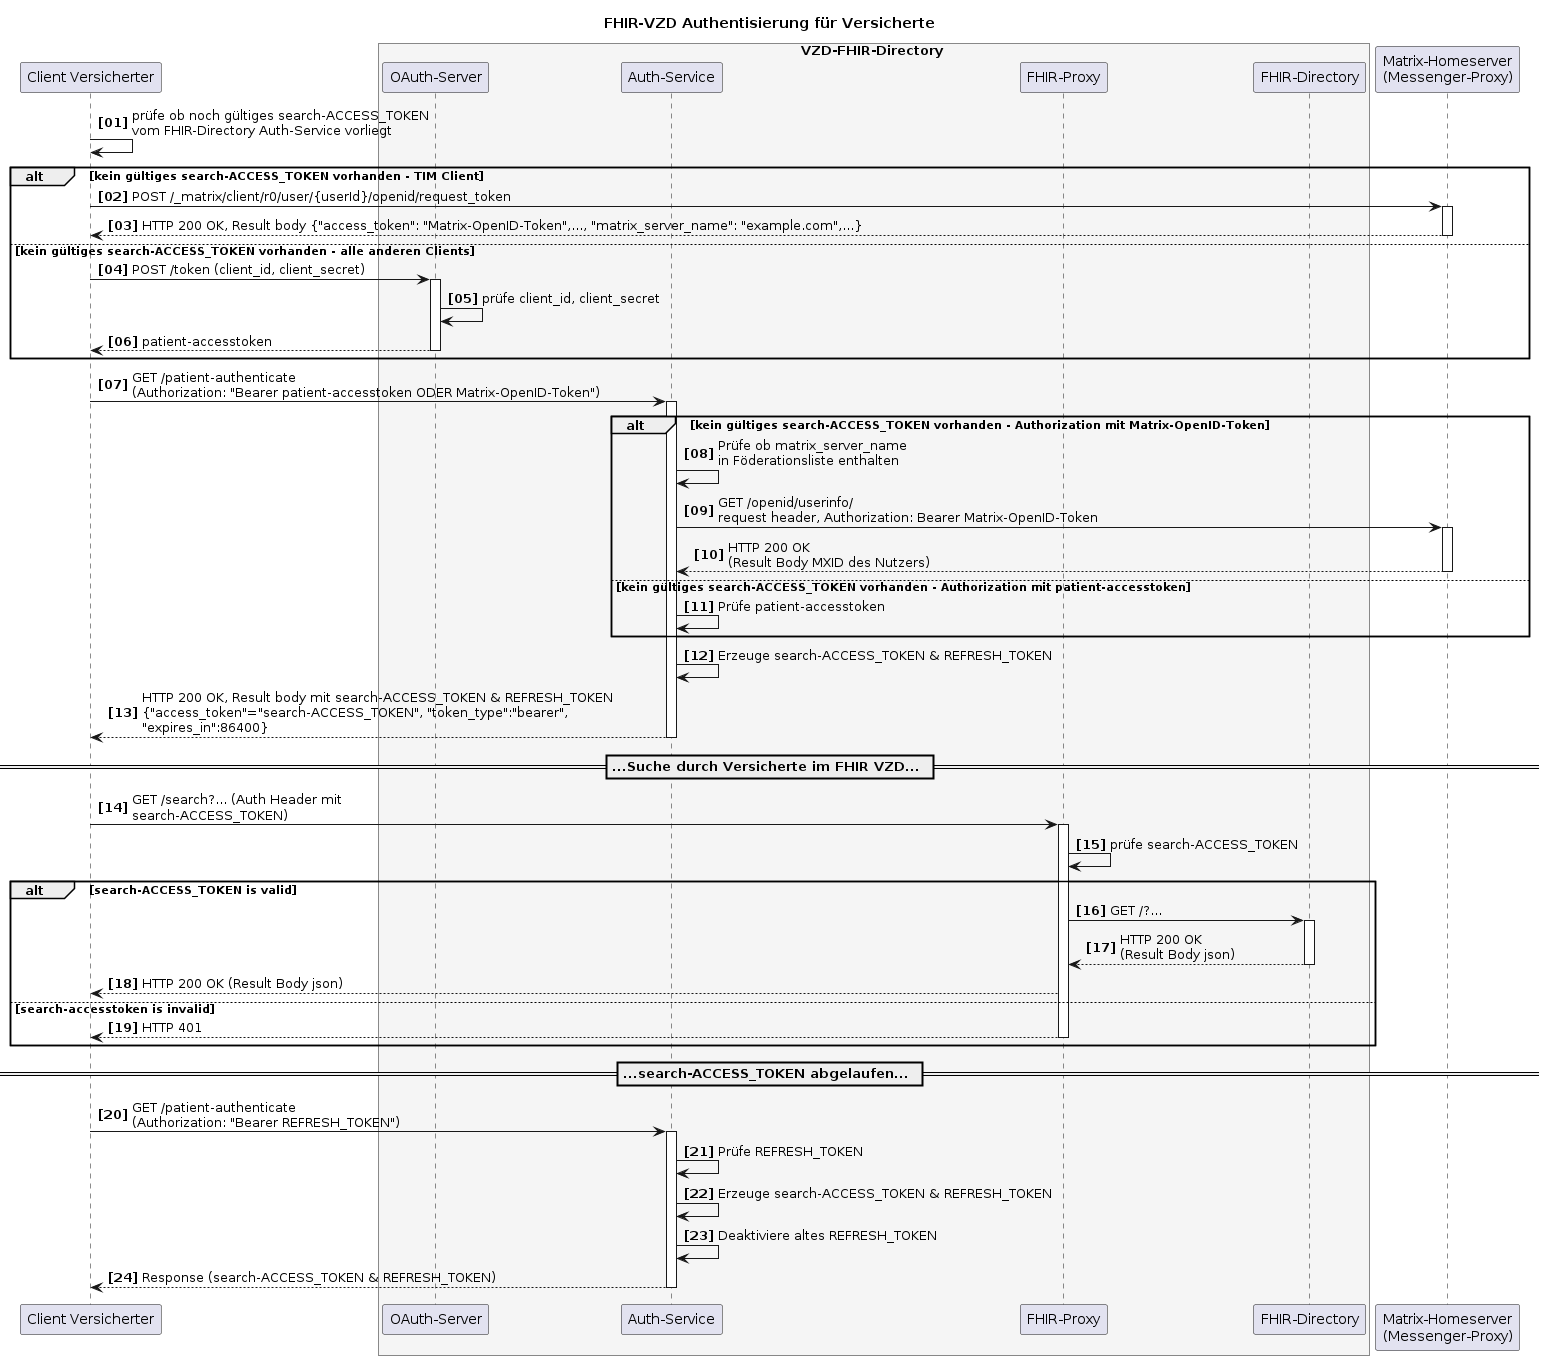 FHIR-VZD Authentisierung für Versicherte
VZD-FHIR-Directory
Client Versicherter
OAuth-Server
Auth-Service
FHIR-Proxy
FHIR-Directory
Matrix-Homeserver
(Messenger-Proxy)
[01] prüfe ob noch gültiges search-ACCESS_TOKEN
vom FHIR-Directory Auth-Service vorliegt
alt [kein gültiges search-ACCESS_TOKEN vorhanden - TIM Client]
[02] POST /_matrix/client/r0/user/{userId}/openid/request_token
[03] HTTP 200 OK, Result body {"access_token": "Matrix-OpenID-Token",..., "matrix_server_name": "example.com",...}
[kein gültiges search-ACCESS_TOKEN vorhanden - alle anderen Clients]
[04] POST /token (client_id, client_secret)
[05] prüfe client_id, client_secret
[06] patient-accesstoken
[07] GET /patient-authenticate
(Authorization: "Bearer patient-accesstoken ODER Matrix-OpenID-Token")
alt [kein gültiges search-ACCESS_TOKEN vorhanden - Authorization mit Matrix-OpenID-Token]
[08] Prüfe ob matrix_server_name
in Föderationsliste enthalten
[09] GET /openid/userinfo/
request header, Authorization: Bearer Matrix-OpenID-Token
[10] HTTP 200 OK
(Result Body MXID des Nutzers)
[kein gültiges search-ACCESS_TOKEN vorhanden - Authorization mit patient-accesstoken]
[11] Prüfe patient-accesstoken
[12] Erzeuge search-ACCESS_TOKEN & REFRESH_TOKEN
HTTP 200 OK, Result body mit search-ACCESS_TOKEN & REFRESH_TOKEN
[13] {"access_token"="search-ACCESS_TOKEN", "token_type":"bearer",
"expires_in":86400}
...Suche durch Versicherte im FHIR VZD...
[14] GET /search?... (Auth Header mit
search-ACCESS_TOKEN)
[15] prüfe search-ACCESS_TOKEN
alt [search-ACCESS_TOKEN is valid]
[16] GET /?...
[17] HTTP 200 OK
(Result Body json)
[18] HTTP 200 OK (Result Body json)
[search-accesstoken is invalid]
[19] HTTP 401
...search-ACCESS_TOKEN abgelaufen...
[20] GET /patient-authenticate
(Authorization: "Bearer REFRESH_TOKEN")
[21] Prüfe REFRESH_TOKEN
[22] Erzeuge search-ACCESS_TOKEN & REFRESH_TOKEN
[23] Deaktiviere altes REFRESH_TOKEN
[24] Response (search-ACCESS_TOKEN & REFRESH_TOKEN)
Client Versicherter
OAuth-Server
Auth-Service
FHIR-Proxy
FHIR-Directory
Matrix-Homeserver
(Messenger-Proxy)